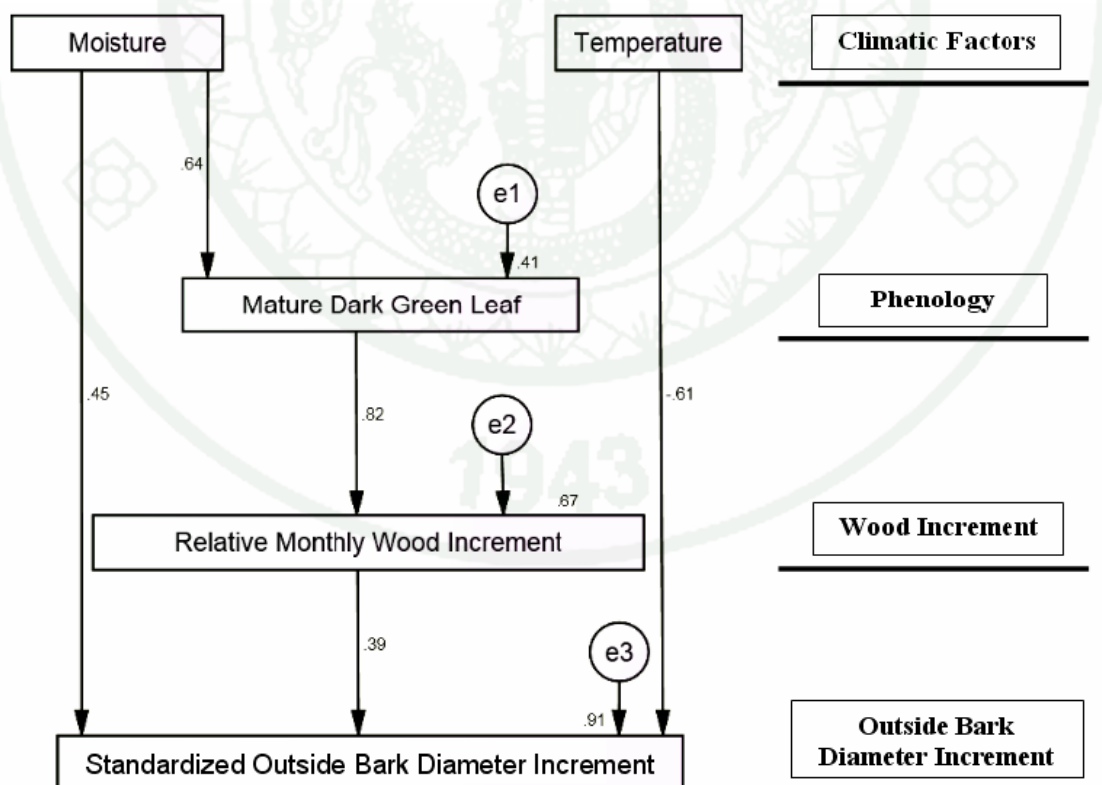 Moisture
Temperature
Climatic Factors
.64
e1
.41
Mature Dark Green Leaf
Phenology
.45
.82
-.61
e2
1943
.67
Relative Monthly Wood Increment
Wood Increment
.39
e3
.91
Standardized Outside Bark Diameter Increment
Outside Bark
Diameter Increment